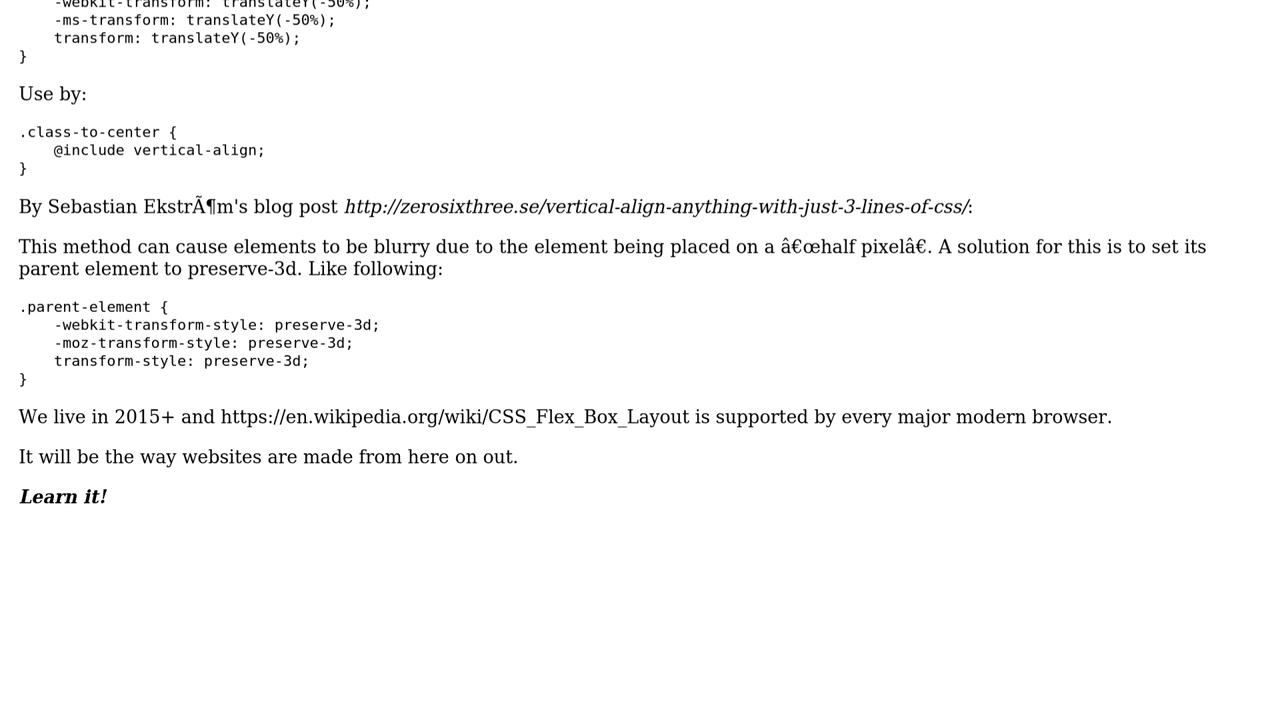 -webkit-transform: translateY(-50%);
-ms-transform: translateY(-50%);
transform: translateY(-50%);
}
Use by:
.class-to-center {
@include vertical-align;
}
By Sebastian EkstrÃ¶m's blog post http://zerosixthree.se/vertical-align-anything-with-just-3-lines-of-css/:
This method can cause elements to be blurry due to the element being placed on a â€œhalf pixelâ€. A solution for this is to set its
parent element to preserve-3d. Like following:
.parent-element {
-webkit-transform-style: preserve-3d;
-moz-transform-style: preserve-3d;
transform-style: preserve-3d;
}
We live in 2015+ and https://en.wikipedia.org/wiki/CSS_Flex_Box_Layout is supported by every major modern browser.
It will be the way websites are made from here on out.
Learn it!